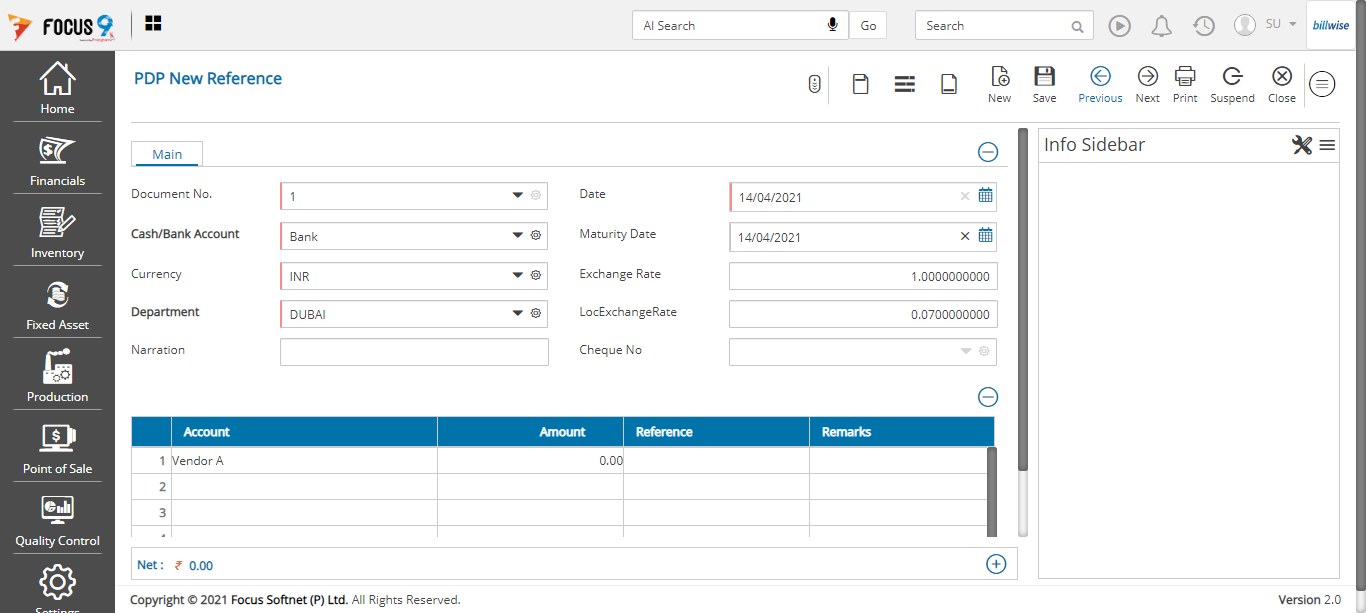 FOCUS 9
AI Search
Go
Search
SU
billwise
Home
Financials
Inventory
Fixed Asset
Production
Point of Sale
Quality Control
Settings
PDP New Reference
New
Save
Previous
Next
Print
Suspend
Close
Main
Document No.
1
Date
14/04/2021
Cash/Bank Account
Bank
Maturity Date
14/04/2021
Currency
INR
Exchange Rate
1.0000000000
Department
DUBAI
LocExchangeRate
0.0700000000
Narration
Cheque No
Account Amount Reference Remarks
1 Vendor A 0.00
2
3
4
Net : ₹ 0.00
Info Sidebar
Copyright © 2021 Focus Softnet (P) Ltd. All Rights Reserved.
Version 2.0